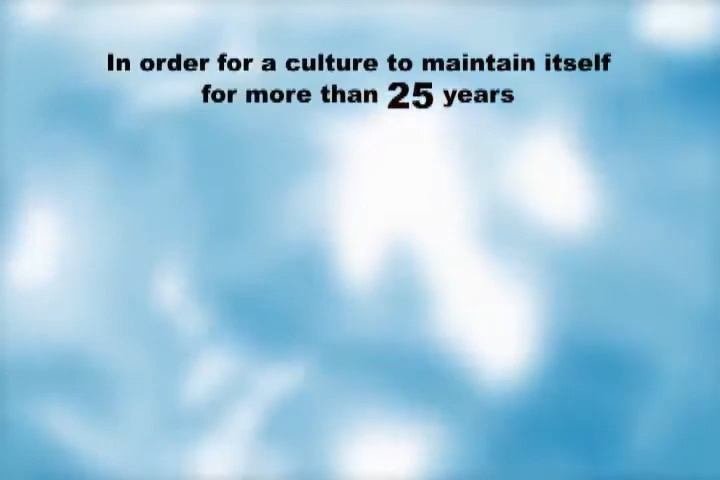 In order for a culture to maintain itself
for more than 25 years